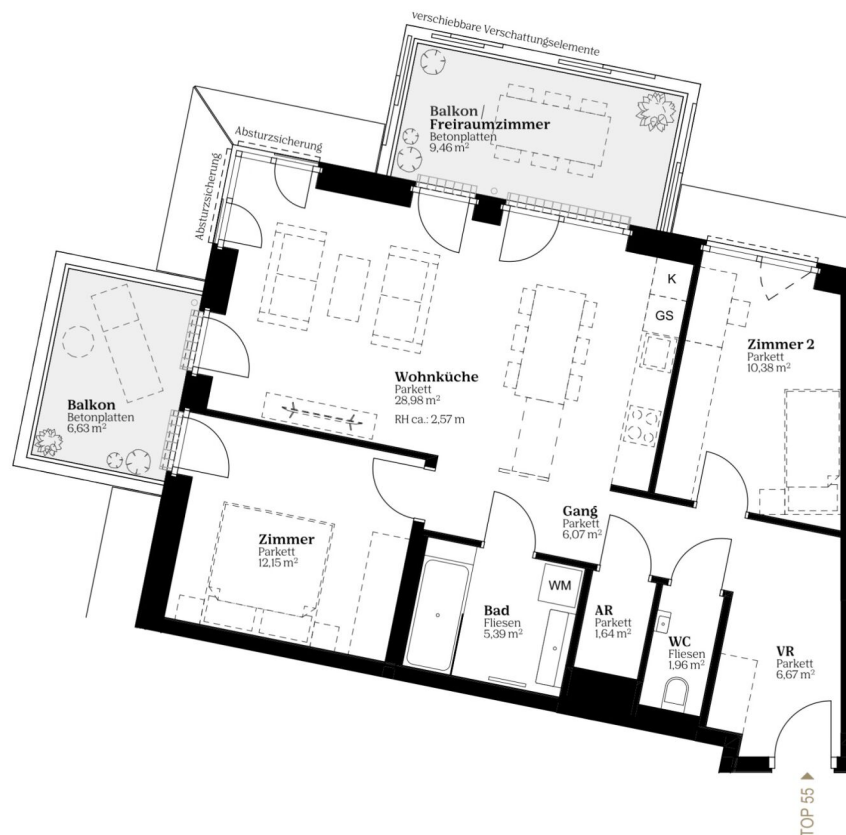 verschiebbare Verschattungselemente
Balkon /
Freiraumzimmer
Betonplatten
9,46 m²
Absturzsicherung
Absturzsicherung
K
GS
Zimmer 2
Parkett
10,38 m²
Wohnküche
Parkett
28,98 m²
RH ca.: 2,57 m
Balkon
Betonplatten
6,63 m²
Gang
Parkett
6,07 m²
Zimmer
Parkett
12,15 m²
WM
Bad
Fliesen
5,39 m²
AR
Parkett
1,64 m²
WC
Fliesen
1,96 m²
VR
Parkett
6,67 m²
TOP 55